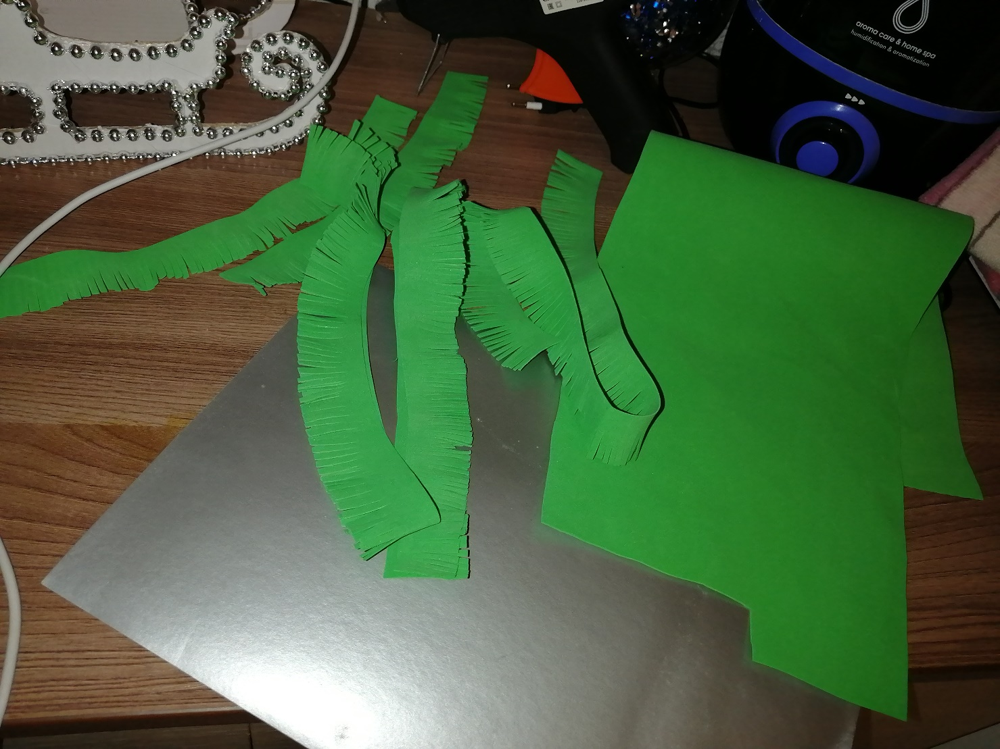 aroma care & home spa
humidification & aromatization